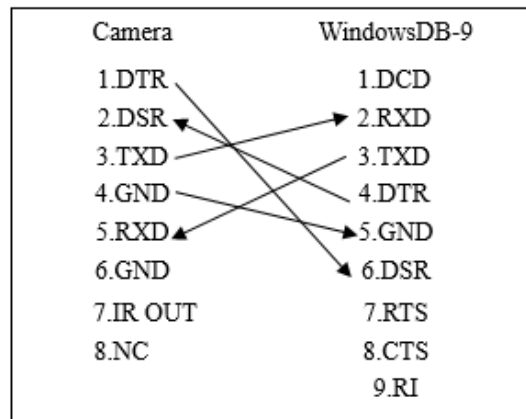 Camera WindowsDB-9
1.DTR 1.DCD
2.DSR 2.RXD
3.TXD 3.TXD
4.GND 4.DTR
5.RXD 5.GND
6.GND 6.DSR
7.IR OUT 7.RTS
8.NC 8.CTS
9.RI